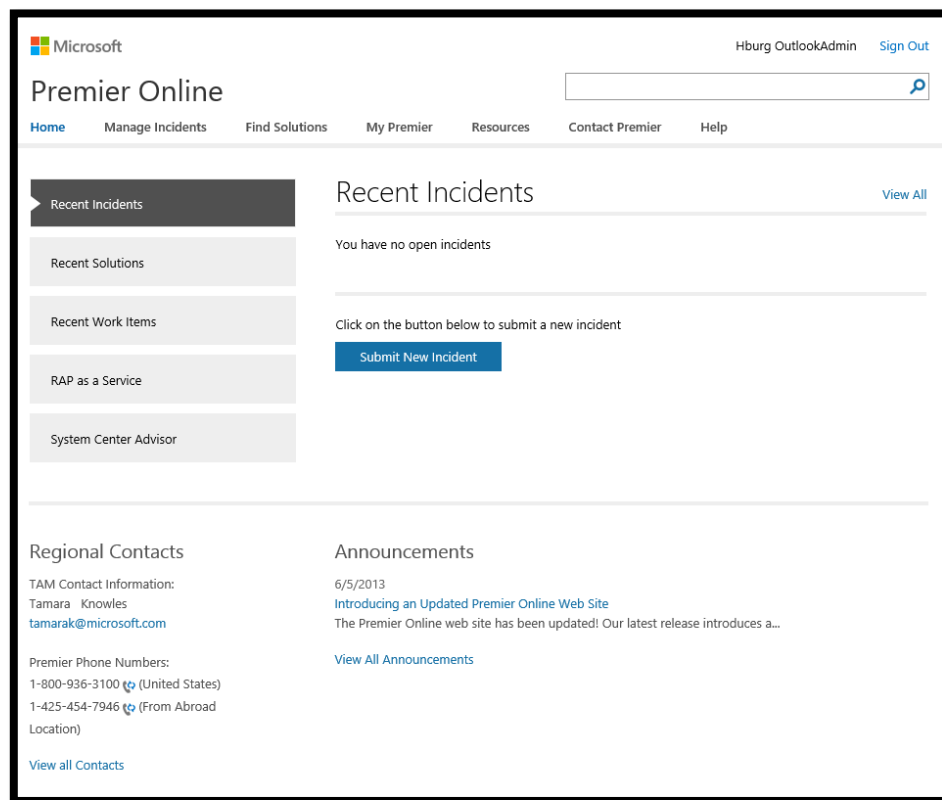 Microsoft
Hburg OutlookAdmin Sign Out
Premier Online
Home Manage Incidents Find Solutions My Premier Resources Contact Premier Help
Recent Incidents
Recent Solutions
Recent Work Items
RAP as a Service
System Center Advisor
Recent Incidents
View All
You have no open incidents
Click on the button below to submit a new incident
Submit New Incident
Regional Contacts
TAM Contact Information:
Tamara Knowles
tamarak@microsoft.com
Premier Phone Numbers:
1-800-936-3100 (United States)
1-425-454-7946 (From Abroad
Location)
View all Contacts
Announcements
6/5/2013
Introducing an Updated Premier Online Web Site
The Premier Online web site has been updated! Our latest release introduces a...
View All Announcements